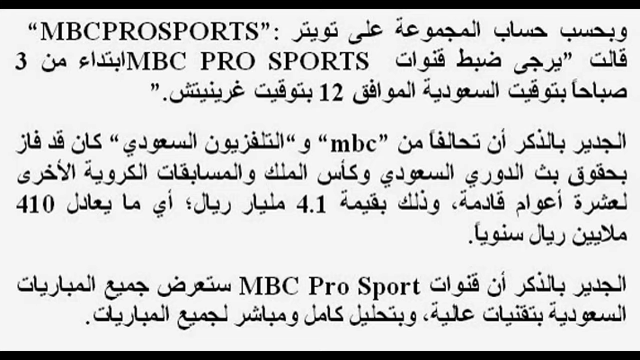 وبحسب حساب المجموعة على تويتر :”MBCPROSPORTS“
قالت ”يرجى ضبط قنوات MBC PRO SPORTSابتداء من 3
صباحاً بتوقيت السعودية الموافق 12 بتوقيت غرينيتش.”
الجدير بالذكر أن تحالفاً من ”mbc“ و“التلفزيون السعودي“ كان قد فاز
بحقوق بث الدوري السعودي وكأس الملك والمسابقات الكروية الأخرى
لعشرة أعوام قادمة، وذلك بقيمة 4.1 مليار ريال؛ أي ما يعادل 410
ملايين ريال سنوياً.
الجدير بالذكر أن قنوات MBC Pro Sport ستعرض جميع المباريات
السعودية بتقنيات عالية، وبتحليل كامل ومباشر لجميع المباريات.